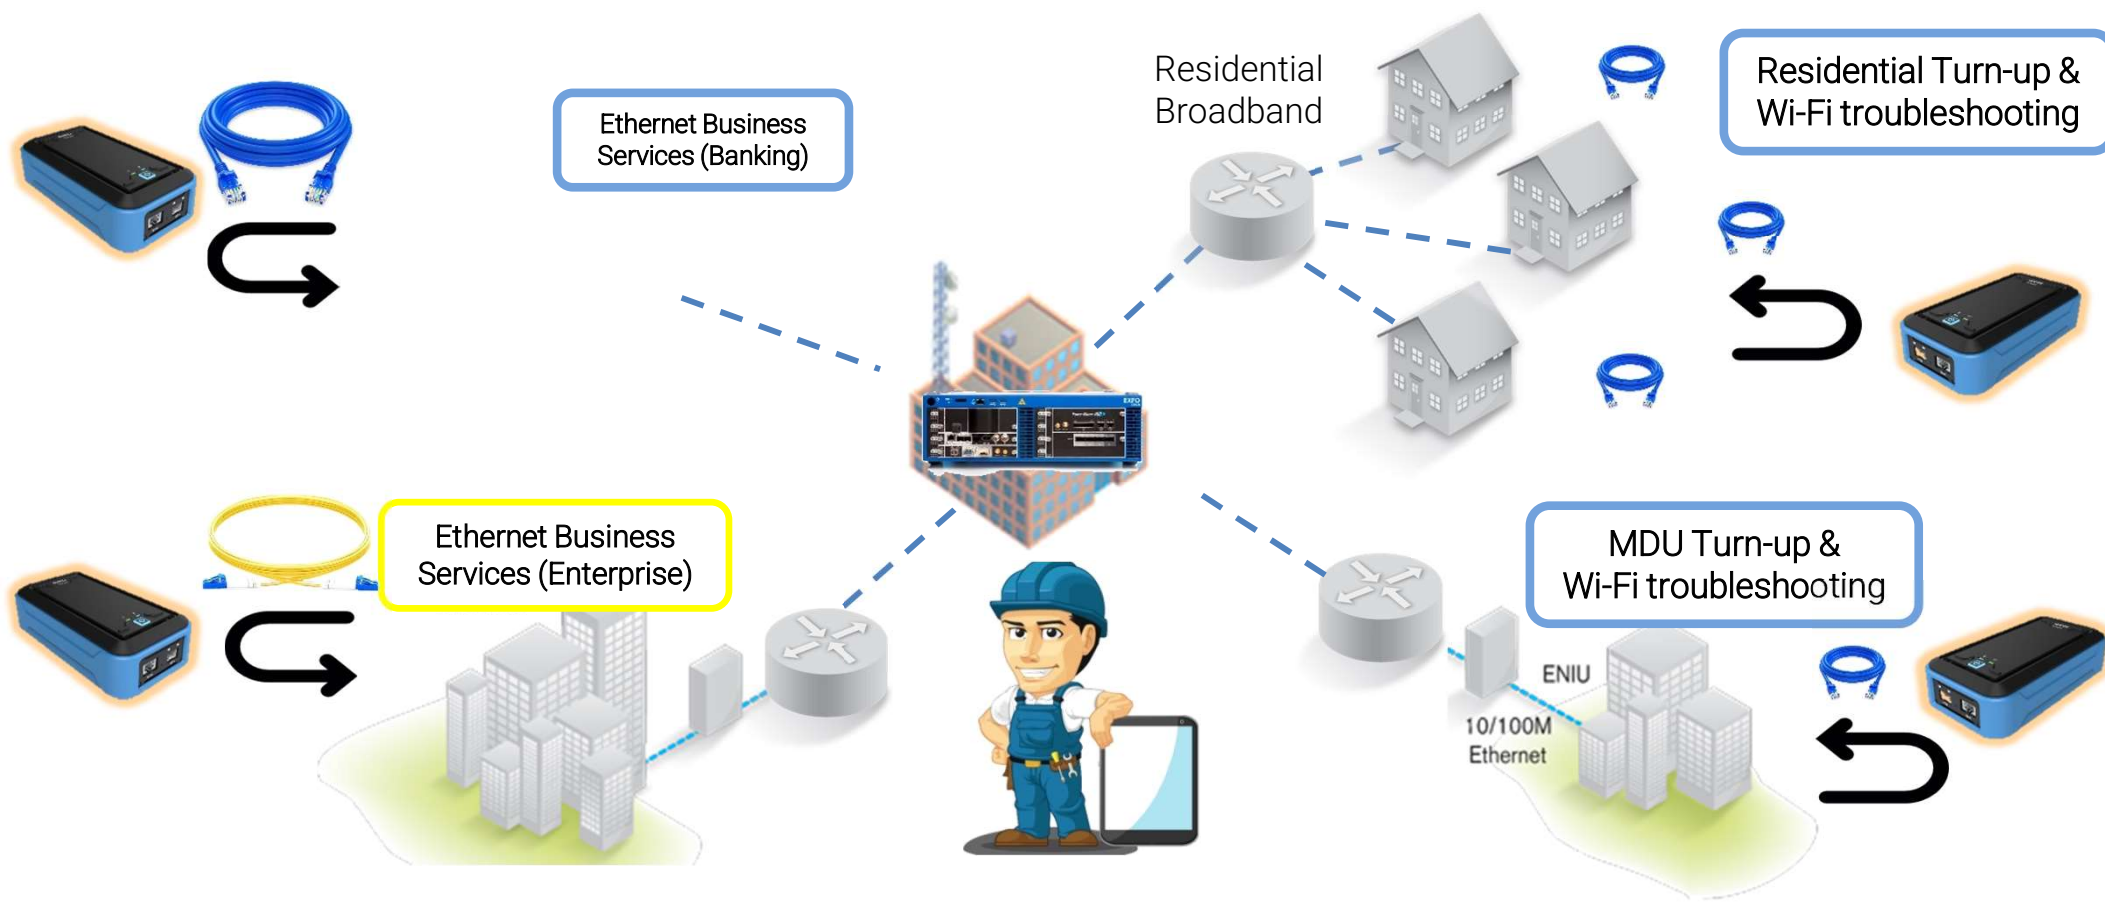 Ethernet Business
Services (Banking)
Residential
Broadband
Residential Turn-up &
Wi-Fi troubleshooting
EXFO
Ethernet Business
Services (Enterprise)
MDU Turn-up &
Wi-Fi troubleshooting
ENIU
10/100M
Ethernet